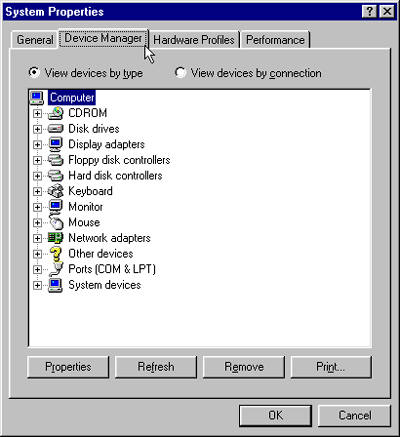 System Properties
General Device Manager Hardware Profiles Performance
View devices by type View devices by connection
Computer
CDROM
Disk drives
Display adapters
Floppy disk controllers
Hard disk controllers
Keyboard
Monitor
Mouse
Network adapters
Other devices
Ports (COM & LPT)
System devices
Properties Refresh Remove Print...
OK Cancel